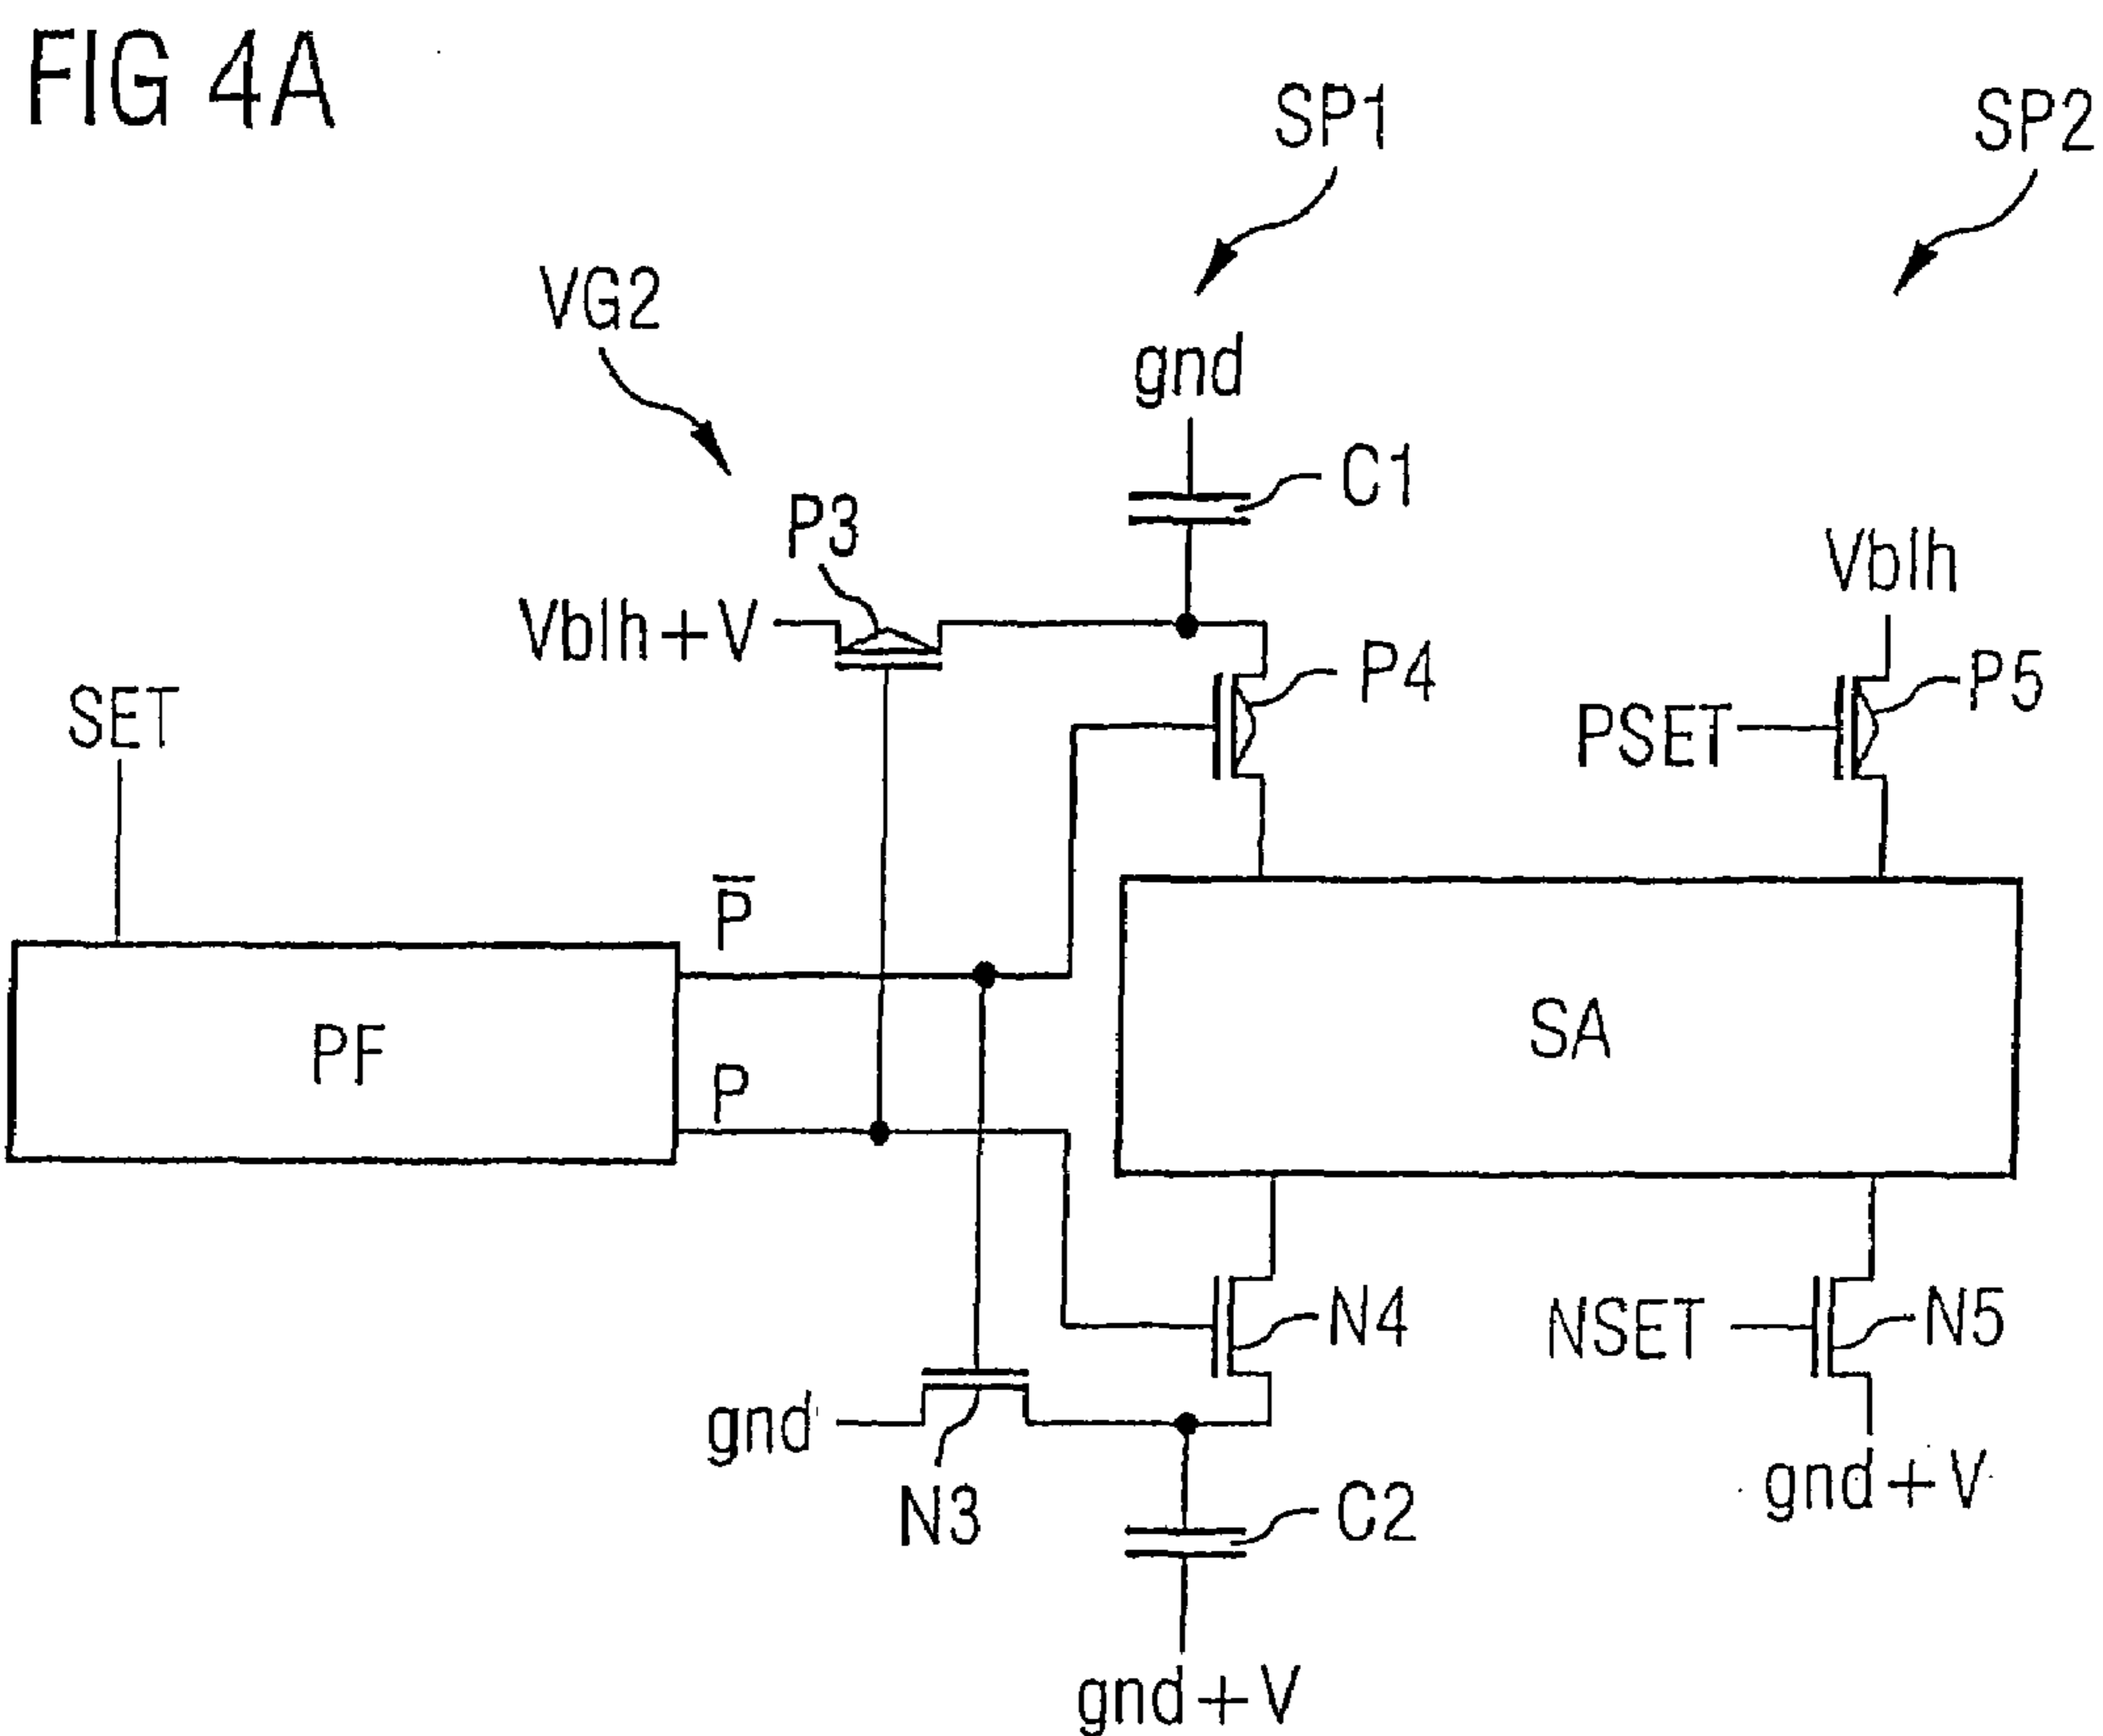 FIG 4A
SP1
SP2
VG2
gnd
C1
P3
Vblh
Vblh+V
P4
P5
SET
PSET
P̅
PF
SA
P
N4
NSET
N5
gnd
N3
C2
gnd+V
gnd+V